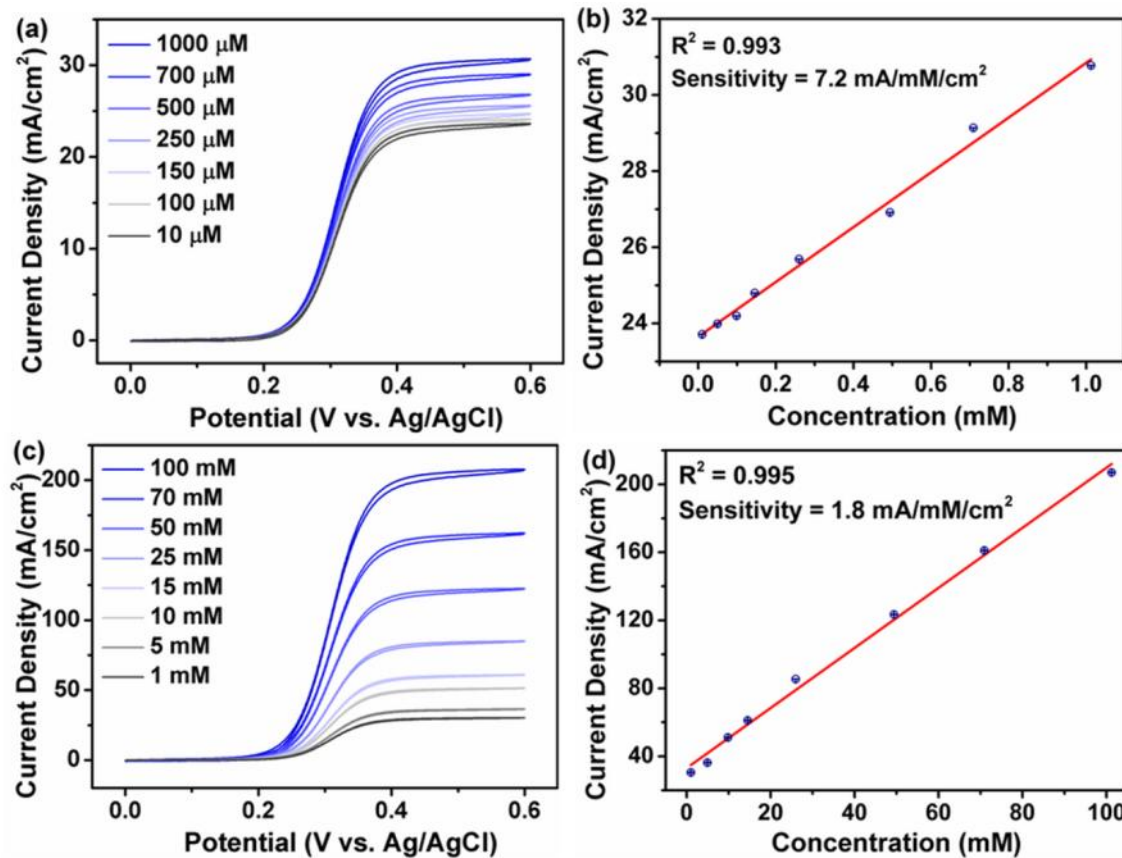 (a)
1000 μM
700 μM
500 μM
250 μM
150 μM
100 μM
10 μM
30
20
10
0
Current Density (mA/cm²)
0.0 0.2 0.4 0.6
Potential (V vs. Ag/AgCl)
(b)
R² = 0.993
Sensitivity = 7.2 mA/mM/cm²
32
30
28
26
24
Current Density (mA/cm²)
0.0 0.2 0.4 0.6 0.8 1.0
Concentration (mM)
(c)
100 mM
70 mM
50 mM
25 mM
15 mM
10 mM
5 mM
1 mM
200
150
100
50
0
Current Density (mA/cm²)
0.0 0.2 0.4 0.6
Potential (V vs. Ag/AgCl)
(d)
R² = 0.995
Sensitivity = 1.8 mA/mM/cm²
200
160
120
80
40
Current Density (mA/cm²)
0 20 40 60 80 100
Concentration (mM)